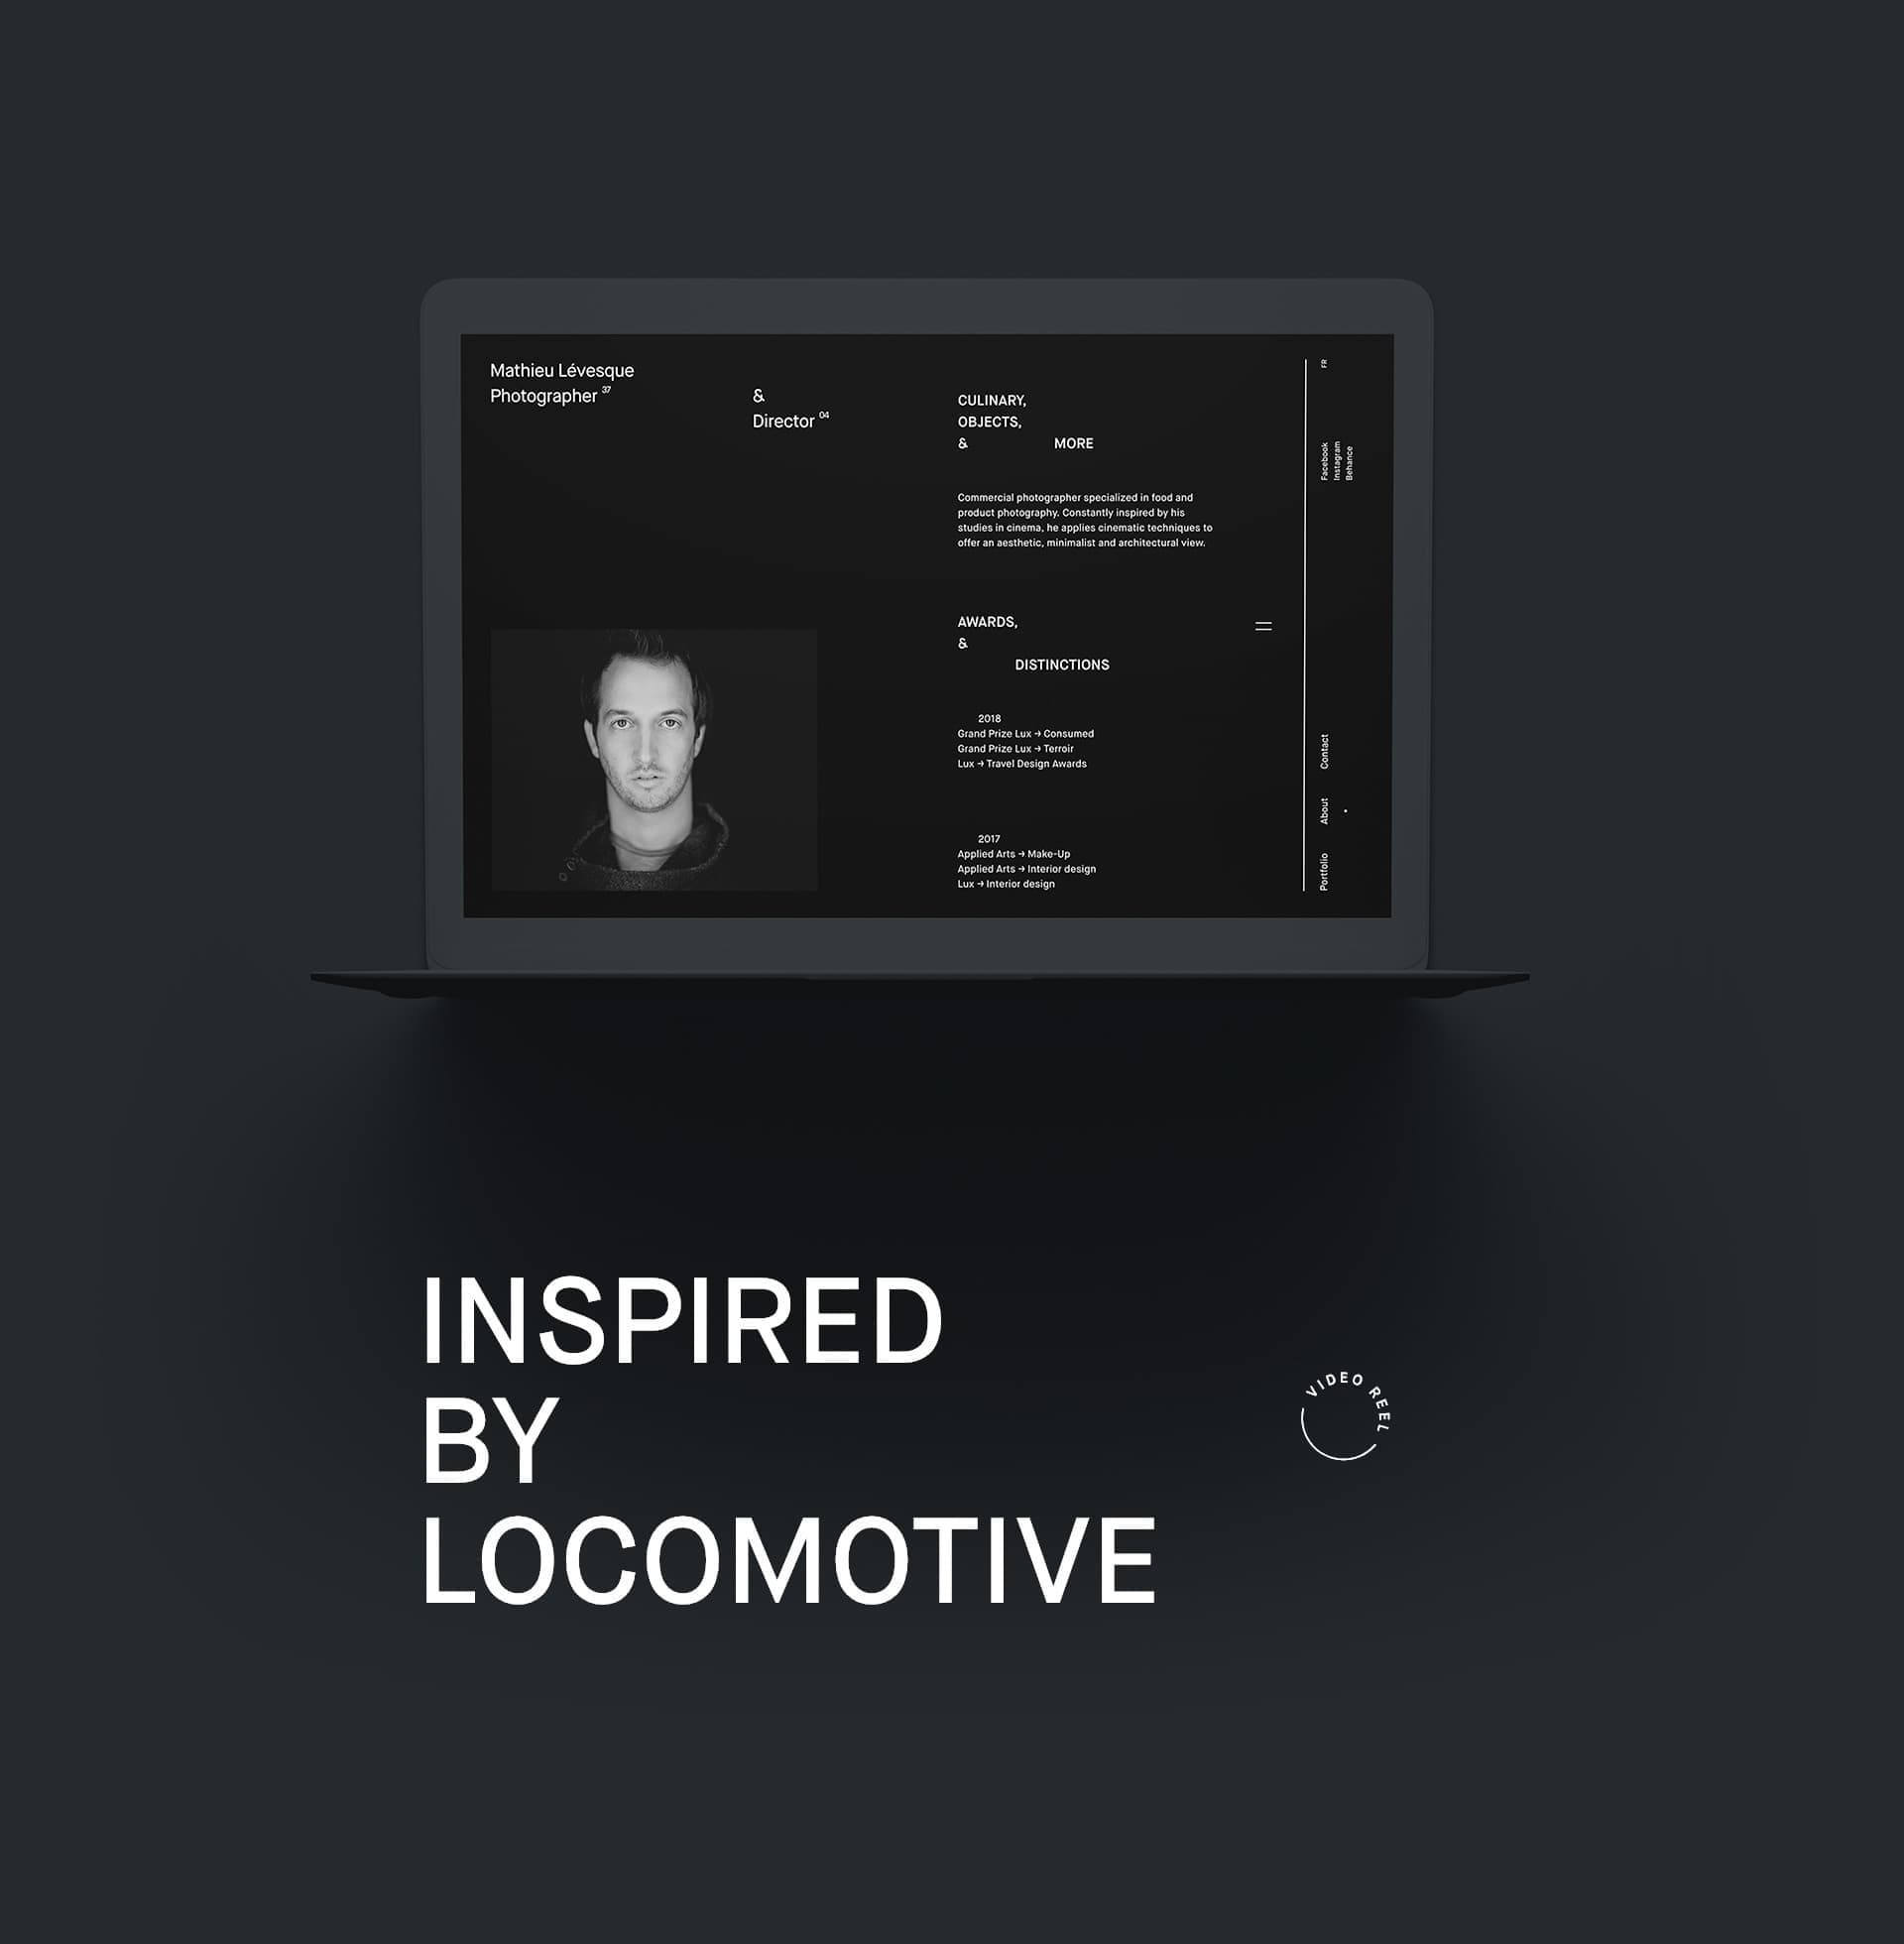 Mathieu Lévesque
Photographer 37
&
Director 04
CULINARY,
OBJECTS,
& MORE
Commercial photographer specialized in food and
product photography. Constantly inspired by his
studies in cinema, he applies cinematic techniques to
offer an aesthetic, minimalist and architectural view.
AWARDS,
&
DISTINCTIONS
2018
Grand Prize Lux → Consumed
Grand Prize Lux → Terroir
Lux → Travel Design Awards
2017
Applied Arts → Make-Up
Applied Arts → Interior design
Lux → Interior design
FR
Facebook
Instagram
Behance
Contact
About
Portfolio
INSPIRED
BY
LOCOMOTIVE
VIDEO REEL